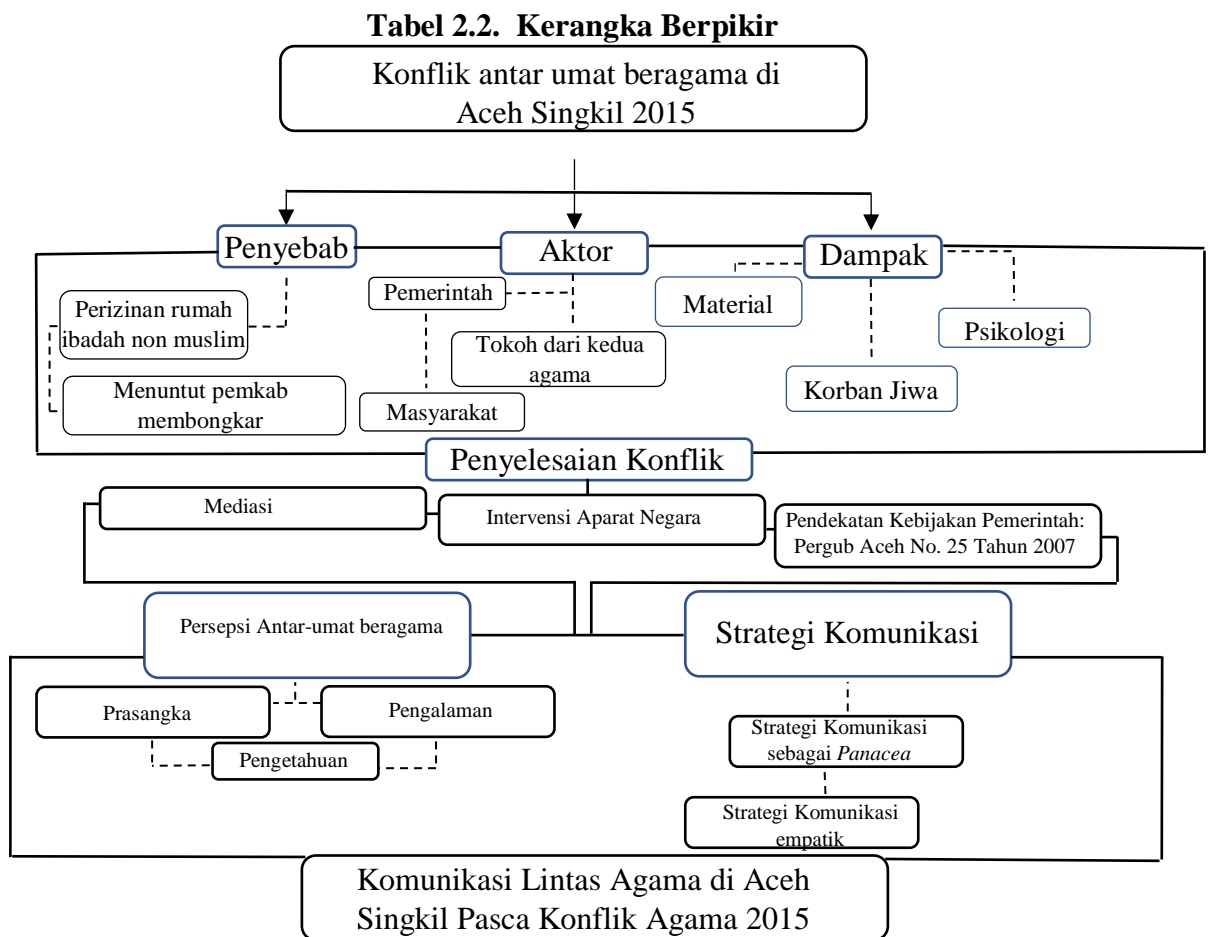 Tabel 2.2. Kerangka Berpikir
Konflik antar umat beragama di
Aceh Singkil 2015
Penyebab
Aktor
Dampak
Perizinan rumah
ibadah non muslim
Menuntut pemkab
membongkar
Pemerintah
Tokoh dari kedua
agama
Masyarakat
Material
Korban Jiwa
Psikologi
Penyelesaian Konflik
Mediasi
Intervensi Aparat Negara
Pendekatan Kebijakan Pemerintah:
Pergub Aceh No. 25 Tahun 2007
Persepsi Antar-umat beragama
Strategi Komunikasi
Prasangka
Pengalaman
Pengetahuan
Strategi Komunikasi
sebagai Panacea
Strategi Komunikasi
empatik
Komunikasi Lintas Agama di Aceh
Singkil Pasca Konflik Agama 2015